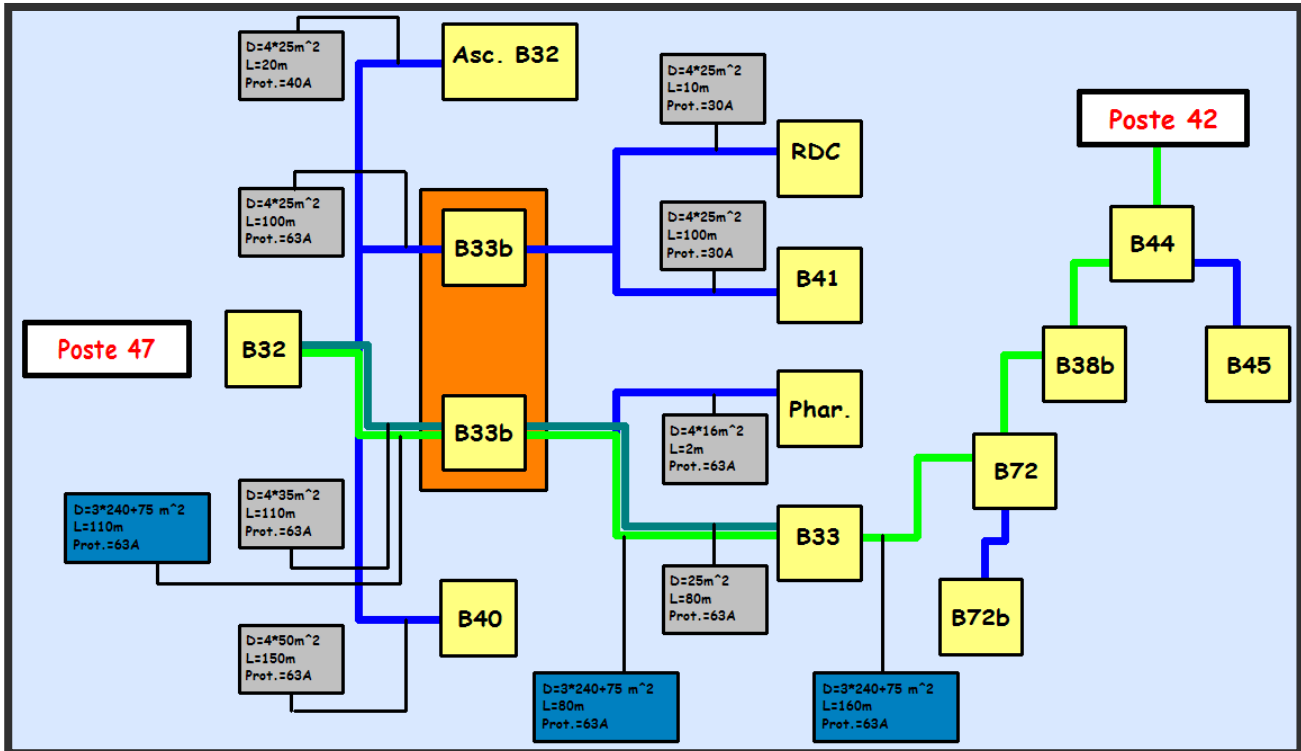 D=4*25m^2
L=20m
Prot.=40A
Asc. B32
D=4*25m^2
L=10m
Prot.=30A
Poste 42
RDC
D=4*25m^2
L=100m
Prot.=63A
B33b
D=4*25m^2
L=100m
Prot.=30A
B41
B44
Poste 47
B32
B38b
B45
B33b
Phar.
D=4*16m^2
L=2m
Prot.=63A
B72
D=3*240+75 m^2
L=110m
Prot.=63A
D=4*35m^2
L=110m
Prot.=63A
B33
D=25m^2
L=80m
Prot.=63A
B40
B72b
D=4*50m^2
L=150m
Prot.=63A
D=3*240+75 m^2
L=80m
Prot.=63A
D=3*240+75 m^2
L=160m
Prot.=63A